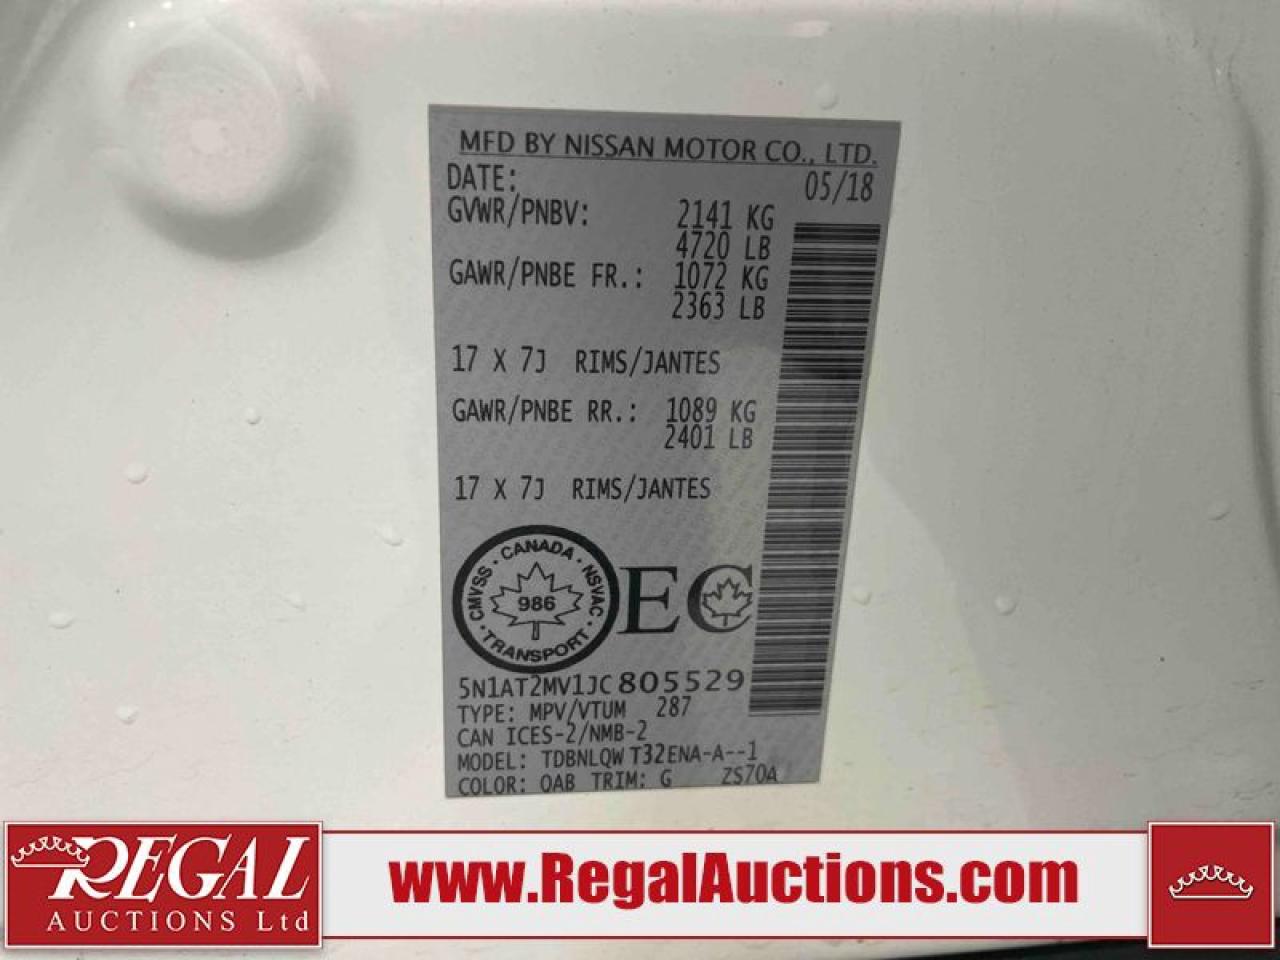 MFD BY NISSAN MOTOR CO., LTD.
DATE: 05/18
GVWR/PNBV: 2141 KG
4720 LB
GAWR/PNBE FR.: 1072 KG
2363 LB
17 X 7J RIMS/JANTES
GAWR/PNBE RR.: 1089 KG
2401 LB
17 X 7J RIMS/JANTES
CMVSS · CANADA · NSVAC · TRANSPORT ·
986
EC
5N1AT2MV1JC805529
TYPE: MPV/VTUM 287
CAN ICES-2/NMB-2
MODEL: TDBNLQW T32ENA-A--1
COLOR: QAB TRIM: G ZS70A
REGAL
AUCTIONS Ltd
www.RegalAuctions.com